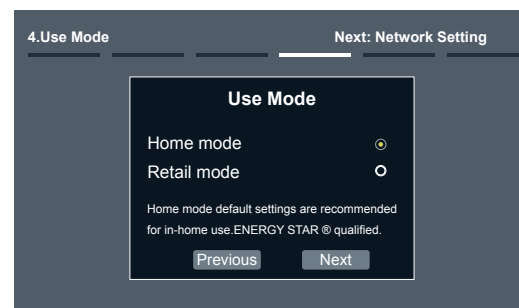 4.Use Mode Next: Network Setting
Use Mode
Home mode
Retail mode
Home mode default settings are recommended
for in-home use.ENERGY STAR ® qualified.
Previous Next